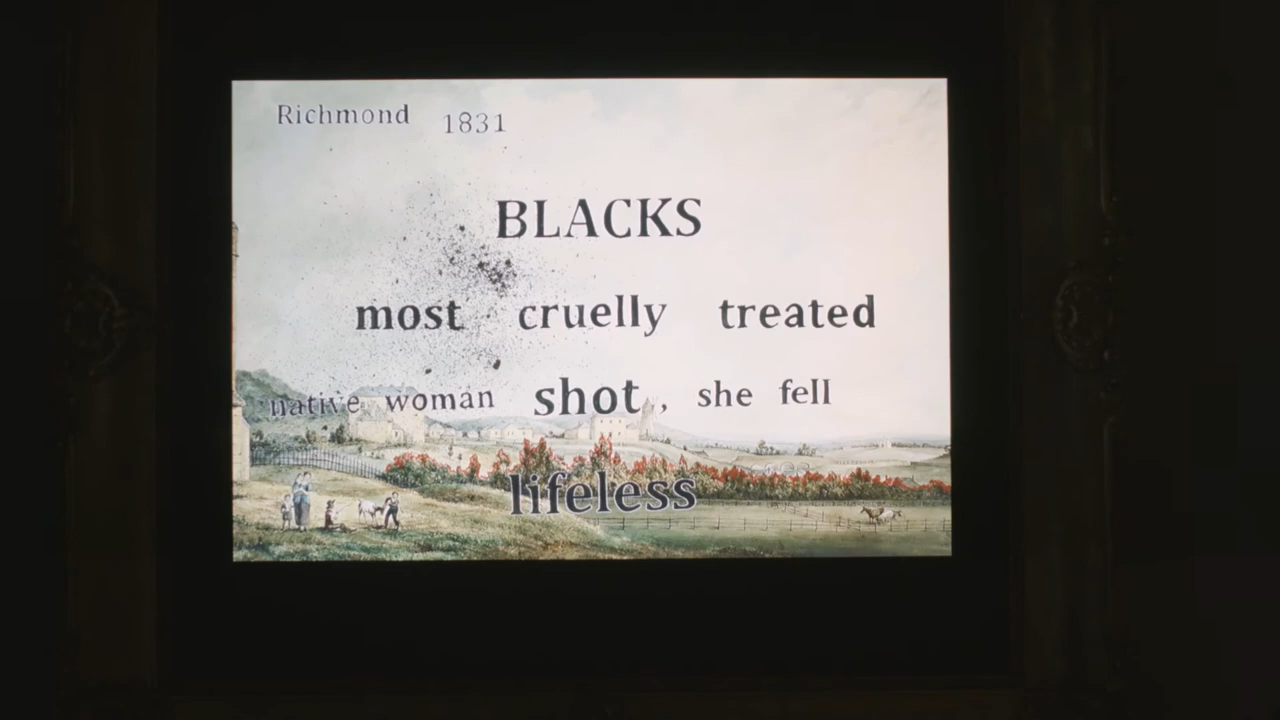 Richmond 1831
BLACKS
most cruelly treated
native woman shot, she fell
lifeless